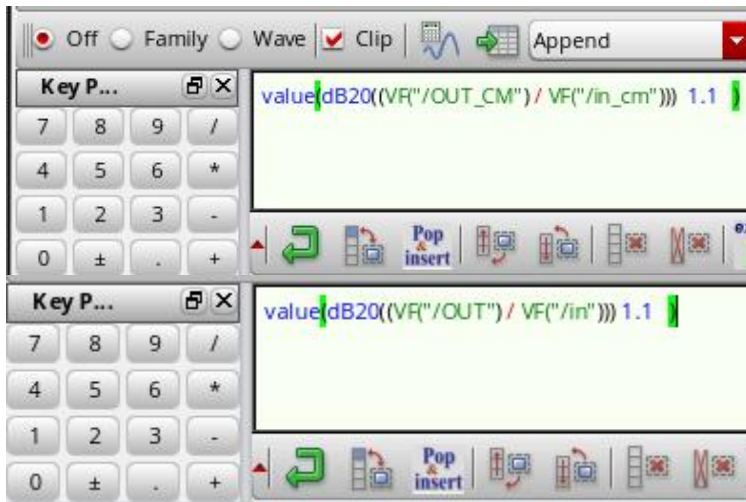 Off Family Wave Clip Append
Key P...
value(dB20((VF("/OUT_CM") / VF("/in_cm"))) 1.1 )
7 8 9 /
4 5 6 *
1 2 3 -
Pop
&
insert
0 ± . +
Key P...
value(dB20((VF("/OUT") / VF("/in"))) 1.1 )
7 8 9 /
4 5 6 *
1 2 3 -
Pop
&
insert
0 ± . +